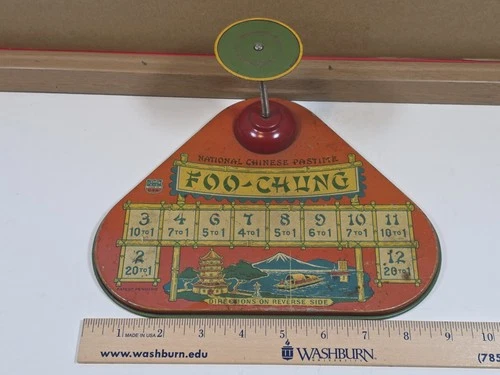 NATIONAL CHINESE PASTIME
FOO-CHUNG
3 4 5 7 8 9 10 11
10 TO 1 7 TO 1 5 TO 1 4 TO 1 5 TO 1 6 TO 1 7 TO 1 10 TO 1
2 12
20 TO 1 20 TO 1
DIRECTIONS ON REVERSE SIDE
1 MADE IN USA 2 3 4 5 6 7 8 9 10
www.washburn.edu WASHBURN UNIVERSITY (785